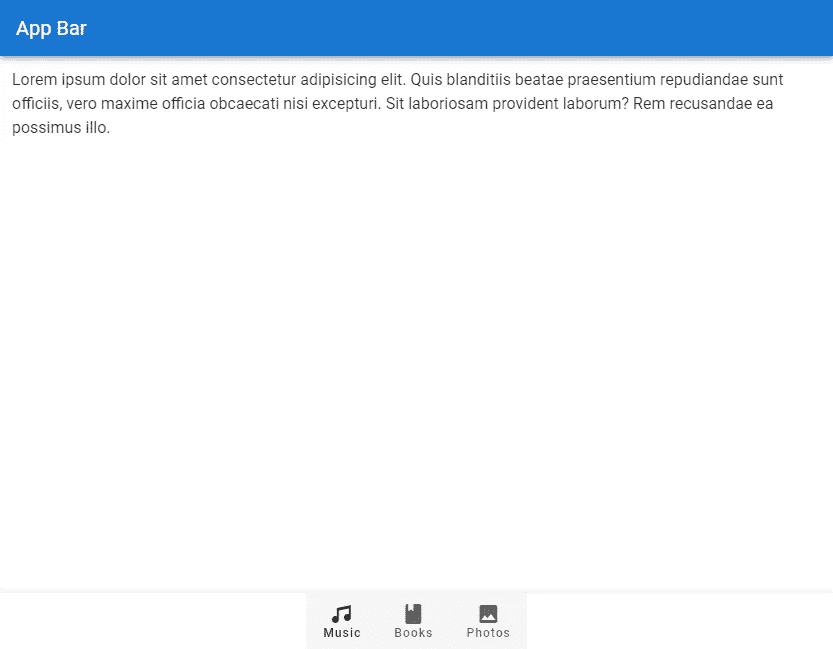 App Bar
Lorem ipsum dolor sit amet consectetur adipisicing elit. Quis blanditiis beatae praesentium repudiandae sunt
officiis, vero maxime officia obcaecati nisi excepturi. Sit laboriosam provident laborum? Rem recusandae ea
possimus illo.
Music Books Photos